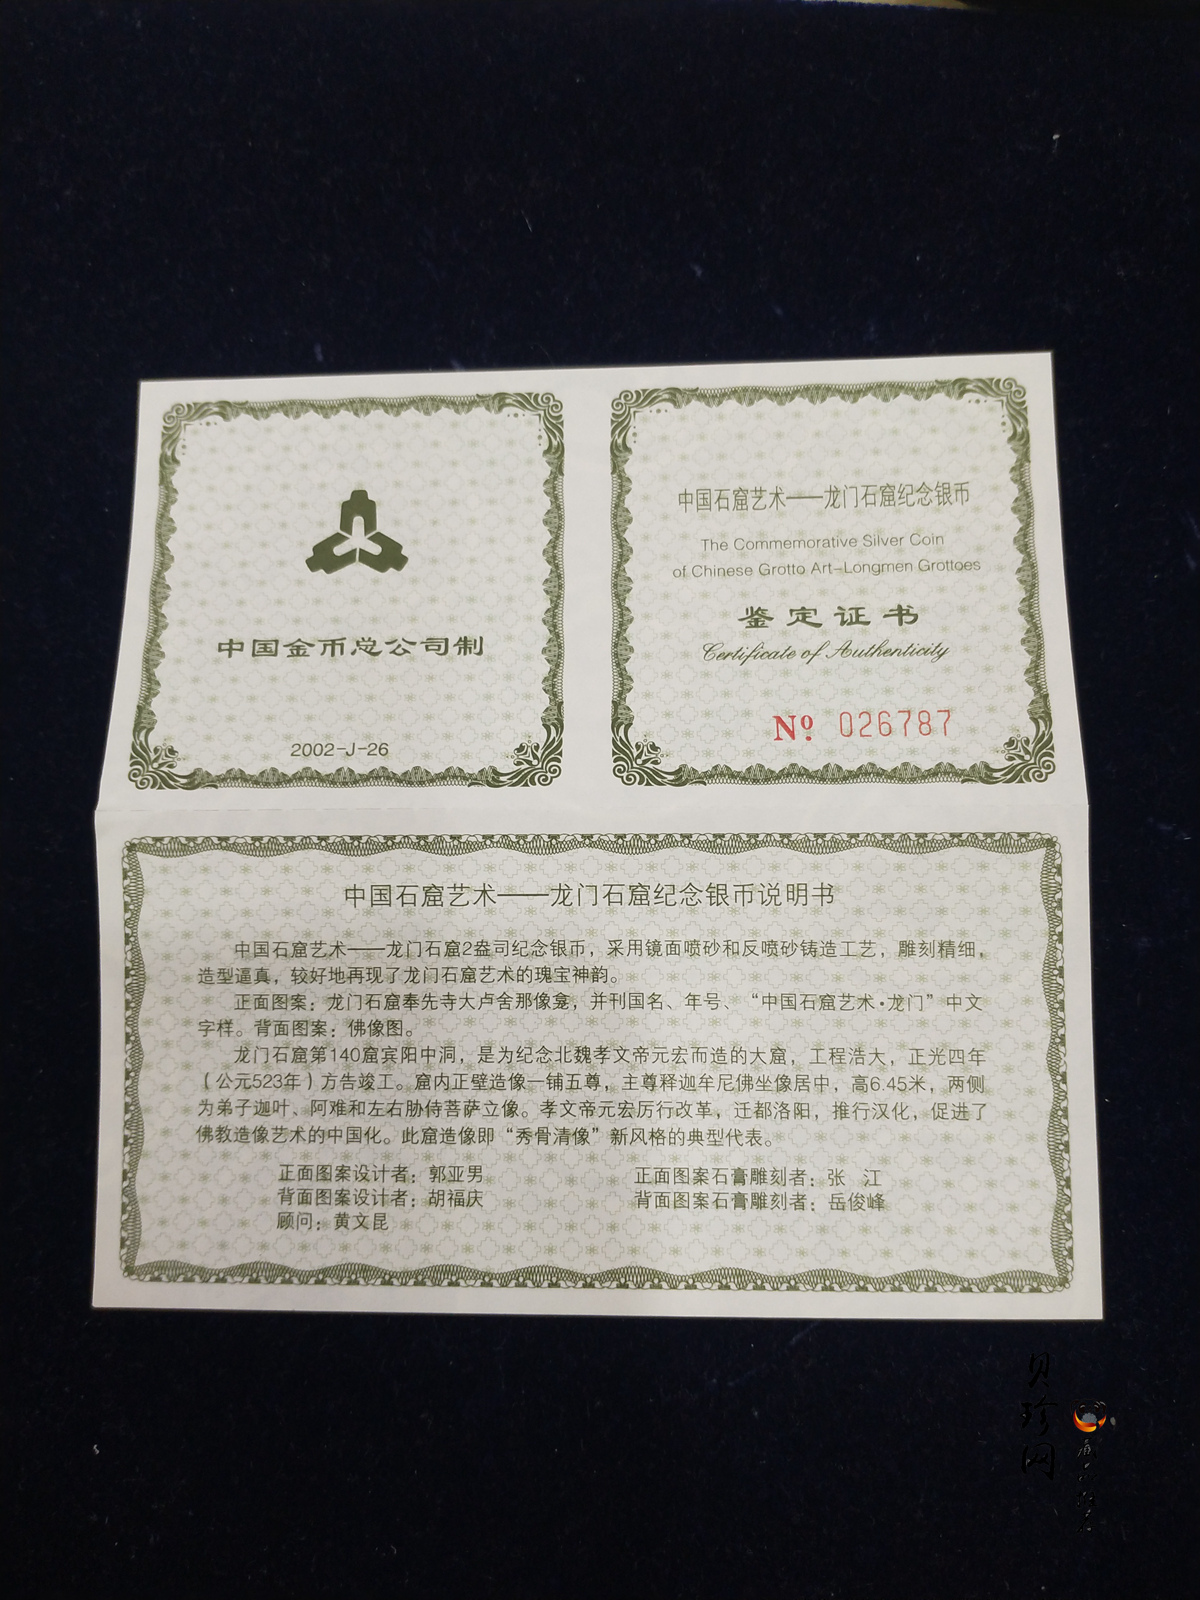 中国金币总公司制
2002-J-26
中国石窟艺术——龙门石窟纪念银币
The Commemorative Silver Coin
of Chinese Grotto Art-Longmen Grottoes
鉴定证书
Certificate of Authenticity
Nº. 026787
中国石窟艺术——龙门石窟纪念银币说明书
中国石窟艺术——龙门石窟2盎司纪念银币，采用镜面喷砂和反喷砂铸造工艺，雕刻精细，
造型逼真，较好地再现了龙门石窟艺术的瑰宝神韵。
正面图案：龙门石窟奉先寺大卢舍那像龛，并刊国名、年号、“中国石窟艺术·龙门”中文
字样。背面图案：佛像图。
龙门石窟第140窟宾阳中洞，是为纪念北魏孝文帝元宏而造的大窟，工程浩大，正光四年
（公元523年）方告竣工。窟内正壁造像一铺五尊，主尊释迦牟尼佛坐像居中，高6.45米，两侧
为弟子迦叶、阿难和左右胁侍菩萨立像。孝文帝元宏厉行改革，迁都洛阳，推行汉化，促进了
佛教造像艺术的中国化。此窟造像即“秀骨清像”新风格的典型代表。
正面图案设计者：郭亚男
正面图案石膏雕刻者：张 江
背面图案设计者：胡福庆
背面图案石膏雕刻者：岳俊峰
顾问：黄文昆
贝珍网